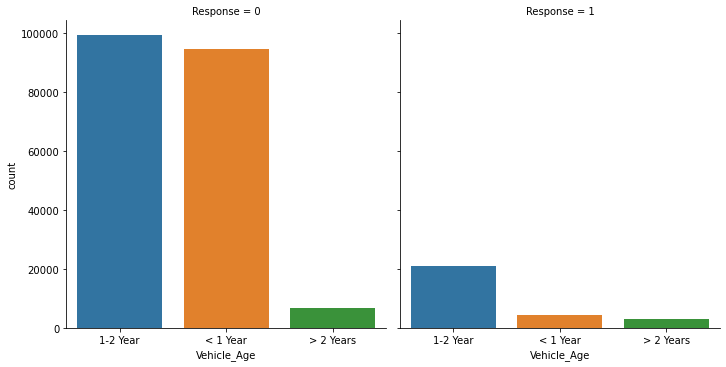 Response = 0
Response = 1
100000
80000
60000
40000
20000
0
count
1-2 Year
< 1 Year
> 2 Years
1-2 Year
< 1 Year
> 2 Years
Vehicle_Age
Vehicle_Age